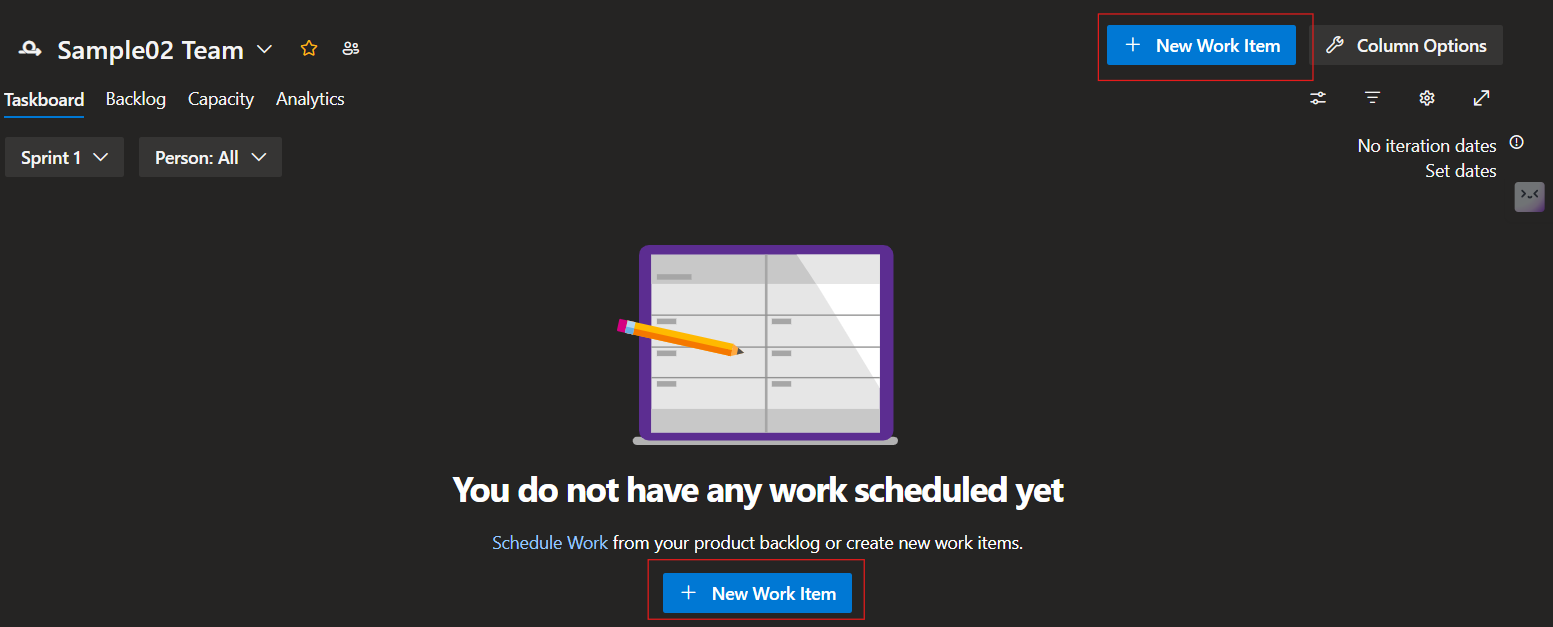 Sample02 Team
New Work Item
Column Options
Taskboard Backlog Capacity Analytics
Sprint 1 Person: All
No iteration dates
Set dates
You do not have any work scheduled yet
Schedule Work from your product backlog or create new work items.
New Work Item